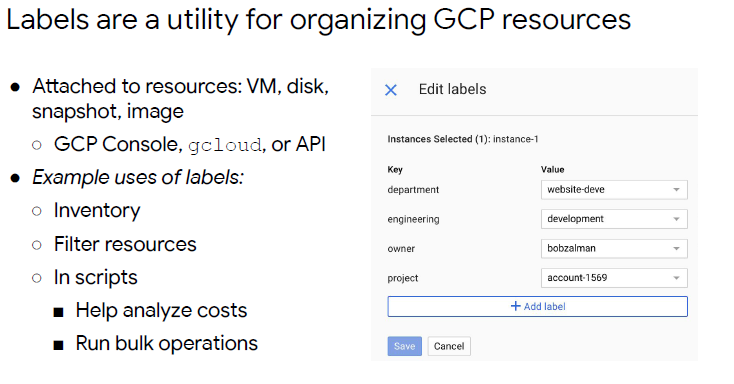 Labels are a utility for organizing GCP resources
● Attached to resources: VM, disk,
snapshot, image
○ GCP Console, gcloud, or API
● Example uses of labels:
○ Inventory
○ Filter resources
○ In scripts
■ Help analyze costs
■ Run bulk operations
× Edit labels
Instances Selected (1): instance-1
Key Value
department website-deve
engineering development
owner bobzalman
project account-1569
+ Add label
Save Cancel